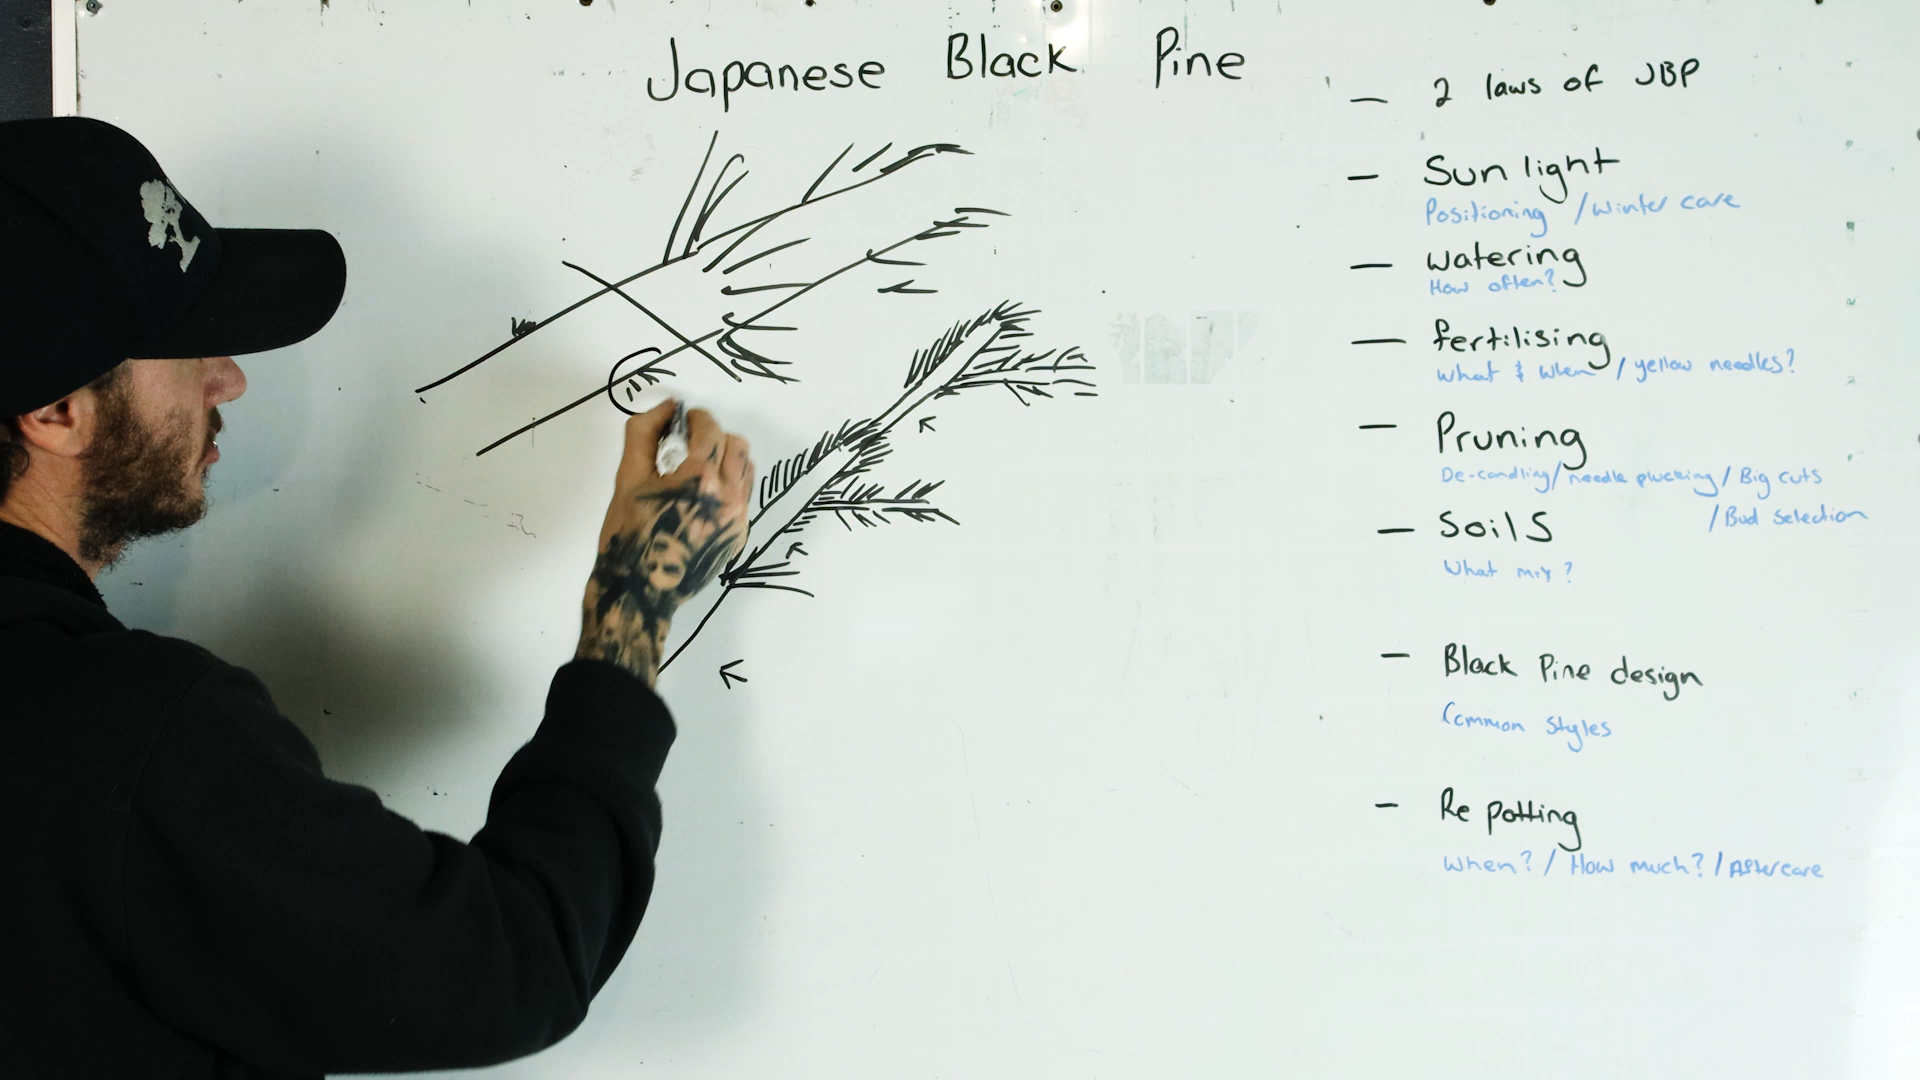 Japanese Black Pine
— 2 laws of JBP
— Sunlight
Positioning / Winter care
— Watering
How often?
— fertilising
What & When / yellow needles?
— Pruning
De-candling / needle plucking / Big cuts
/ Bud Selection
— Soils
What mix?
— Black Pine design
Common Styles
— Re potting
When? / How much? / Aftercare